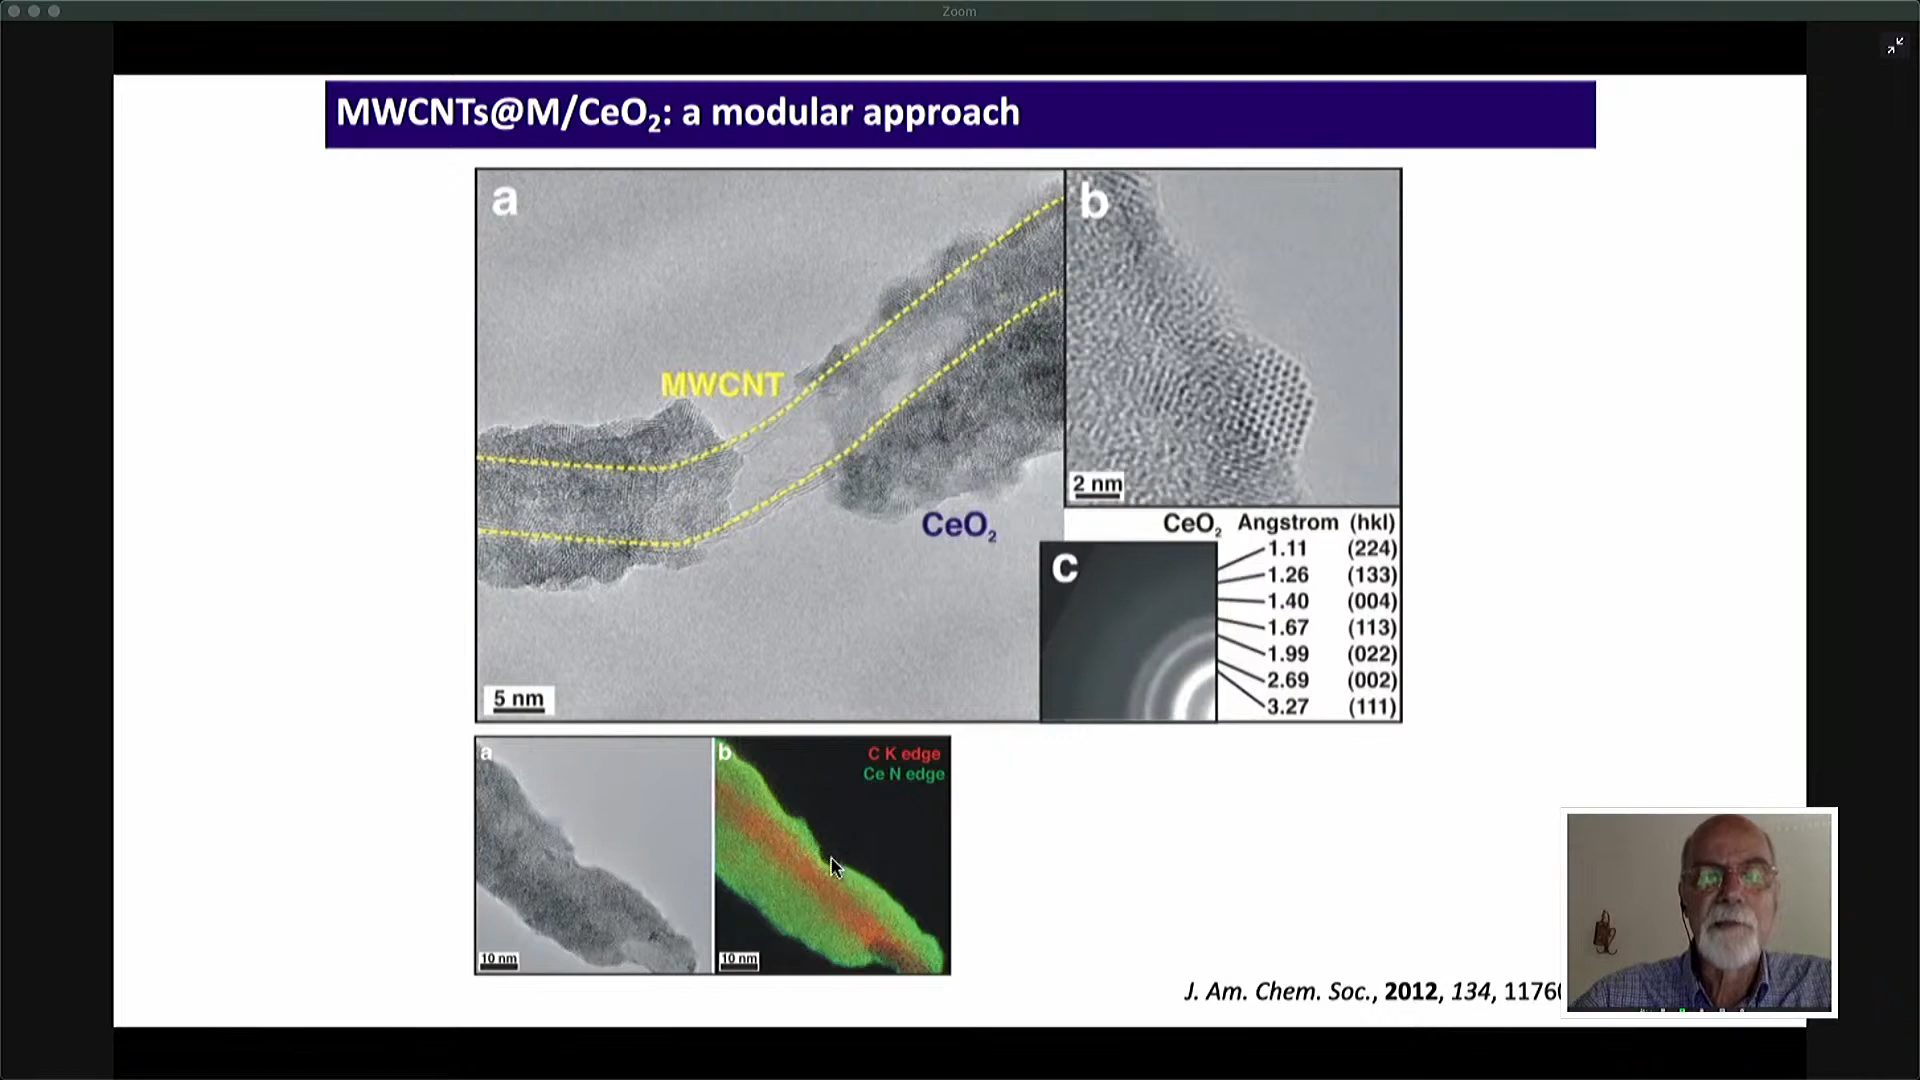 Zoom
MWCNTs@M/CeO₂: a modular approach
a
MWCNT
CeO₂
5 nm
b
2 nm
CeO₂ Angstrom (hkl)
c
1.11 (224)
1.26 (133)
1.40 (004)
1.67 (113)
1.99 (022)
2.69 (002)
3.27 (111)
a
10 nm
b
C K edge
Ce N edge
10 nm
J. Am. Chem. Soc., 2012, 134,